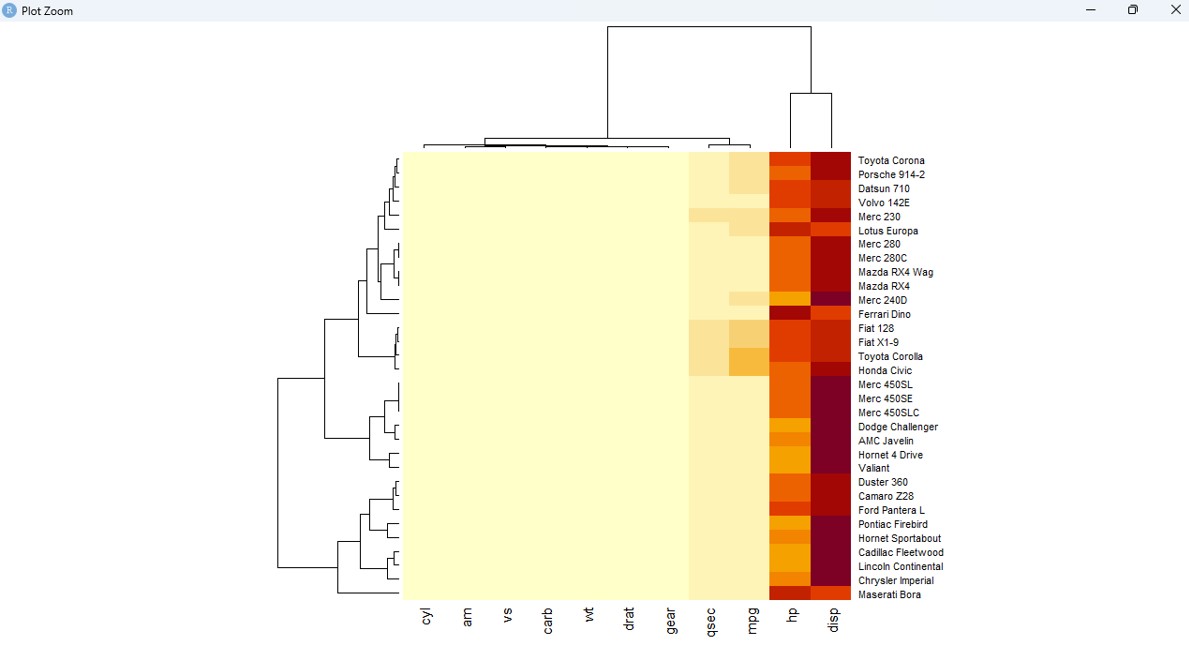 R Plot Zoom
Toyota Corona
Porsche 914-2
Datsun 710
Volvo 142E
Merc 230
Lotus Europa
Merc 280
Merc 280C
Mazda RX4 Wag
Mazda RX4
Merc 240D
Ferrari Dino
Fiat 128
Fiat X1-9
Toyota Corolla
Honda Civic
Merc 450SL
Merc 450SE
Merc 450SLC
Dodge Challenger
AMC Javelin
Hornet 4 Drive
Valiant
Duster 360
Camaro Z28
Ford Pantera L
Pontiac Firebird
Hornet Sportabout
Cadillac Fleetwood
Lincoln Continental
Chrysler Imperial
Maserati Bora
cyl
am
vs
carb
wt
drat
gear
qsec
mpg
hp
disp